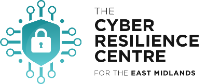 THE
CYBER
RESILIENCE
CENTRE
FOR THE EAST MIDLANDS